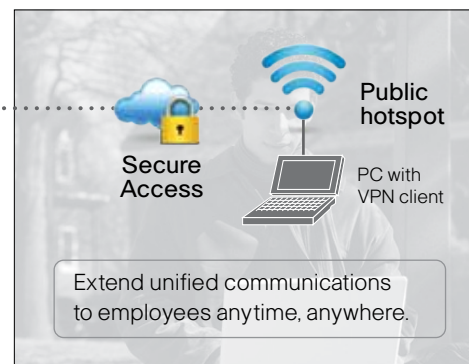 Public
hotspot
Secure
Access
PC with
VPN client
Extend unified communications
to employees anytime, anywhere.